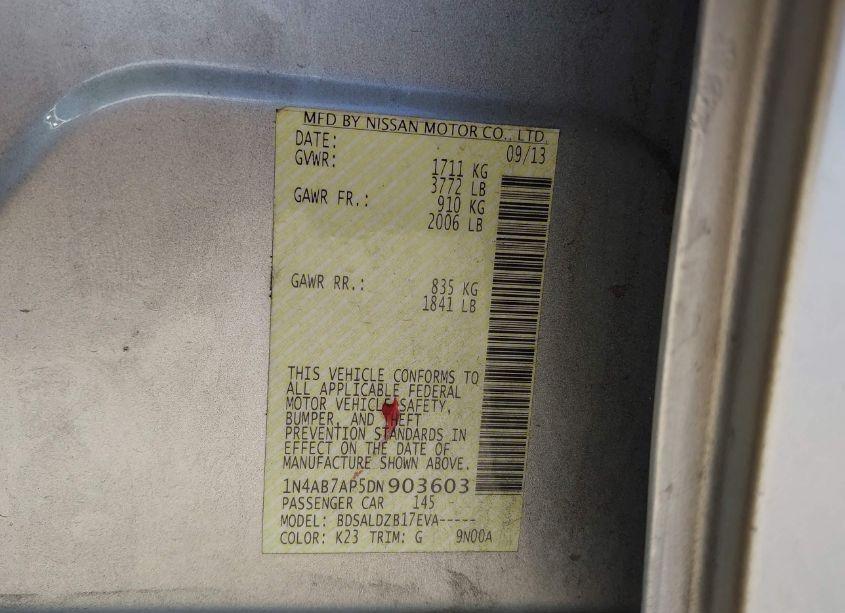 MFD BY NISSAN MOTOR CO., LTD.
DATE: 09/13
GVWR: 1711 KG
3772 LB
GAWR FR.: 910 KG
2006 LB
GAWR RR.: 835 KG
1841 LB
THIS VEHICLE CONFORMS TO
ALL APPLICABLE FEDERAL
MOTOR VEHICLE SAFETY,
BUMPER, AND THEFT
PREVENTION STANDARDS IN
EFFECT ON THE DATE OF
MANUFACTURE SHOWN ABOVE.
1N4AB7AP5DN903603
PASSENGER CAR 145
MODEL: BDSALDZB17EVA-----
COLOR: K23 TRIM: G 9N00A